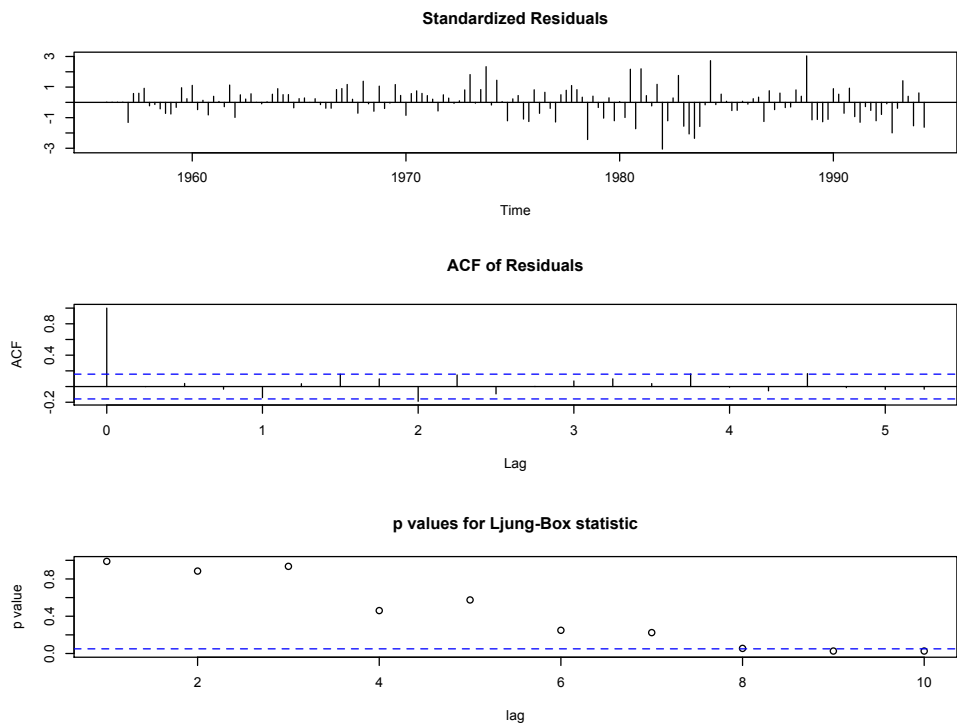 Standardized Residuals
3
1
-1
-3
1960 1970 1980 1990
Time
ACF of Residuals
ACF
0.8
0.4
-0.2
0 1 2 3 4 5
Lag
p values for Ljung-Box statistic
p value
0.8
0.4
0.0
2 4 6 8 10
lag